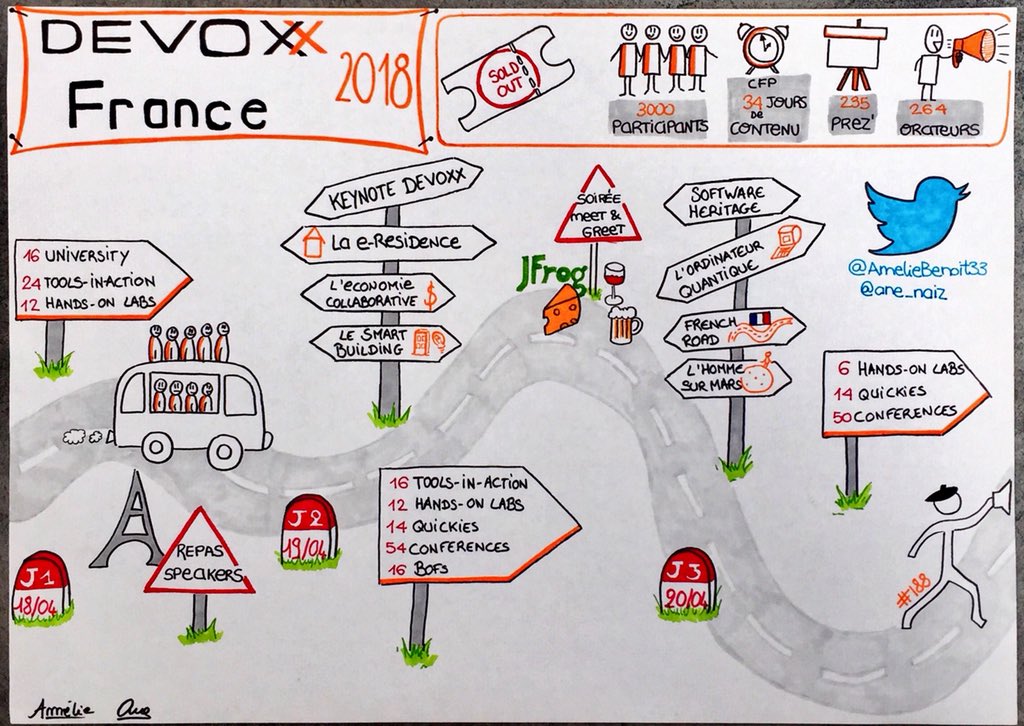 DEVOXX
France
2018
SOLD
OUT
3000
PARTICIPANTS
CFP
34 JOURS
DE
CONTENU
295
PREZ'
264
ORATEURS
16 UNIVERSITY
24 TOOLS-IN-ACTION
12 HANDS-ON LABS
KEYNOTE DEVOXX
La e-Residence
L'économie
collaborative $
Le Smart
Building
SOIRÉE
meet &
GREET
JFrog
SOFTWARE
HERITAGE
L'ORDINATEUR
QUANTIQUE
FRENCH
ROAD
L'HOMME
SUR MARS
@AmelieBenoit33
@ane_naiz
6 HANDS-ON LABS
14 QUICKIES
50 CONFERENCES
16 TOOLS-IN-ACTION
12 HANDS-ON LABS
14 QUICKIES
54 CONFERENCES
16 BOFs
J1
18/04
REPAS
speakers
J2
19/04
J3
20/04
#188
Amélie Ane